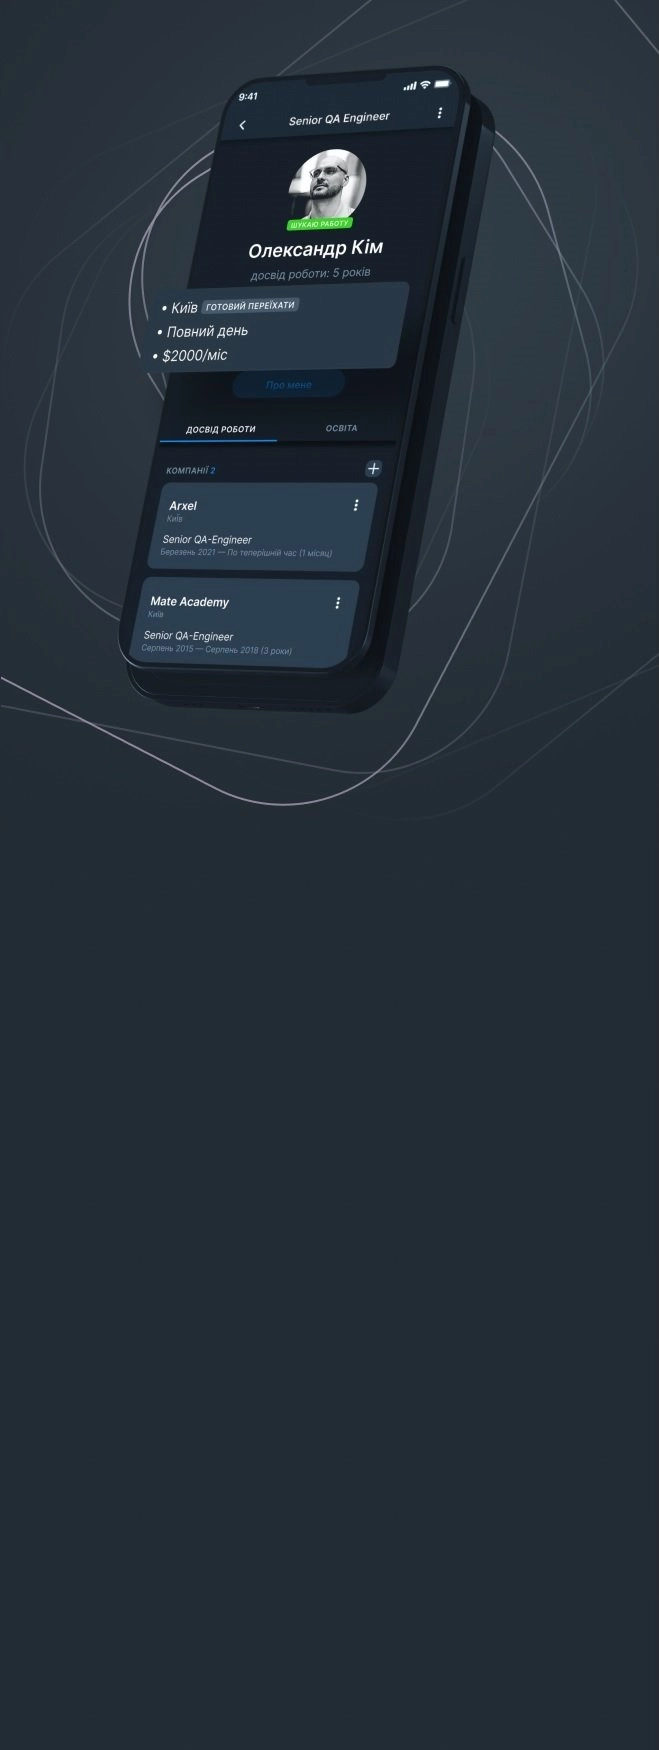 9:41
Senior QA Engineer
ШУКАЮ РАБОТУ
Олександр Кім
досвід роботи: 5 років
• Київ ГОТОВИЙ ПЕРЕЇХАТИ
• Повний день
• $2000/міс
Про мене
ДОСВІД РОБОТИ ОСВІТА
КОМПАНІЇ 2
Arxel
Київ
Senior QA-Engineer
Березень 2021 — По теперішній час (1 місяц)
Mate Academy
Київ
Senior QA-Engineer
Серпень 2015 — Серпень 2018 (3 роки)